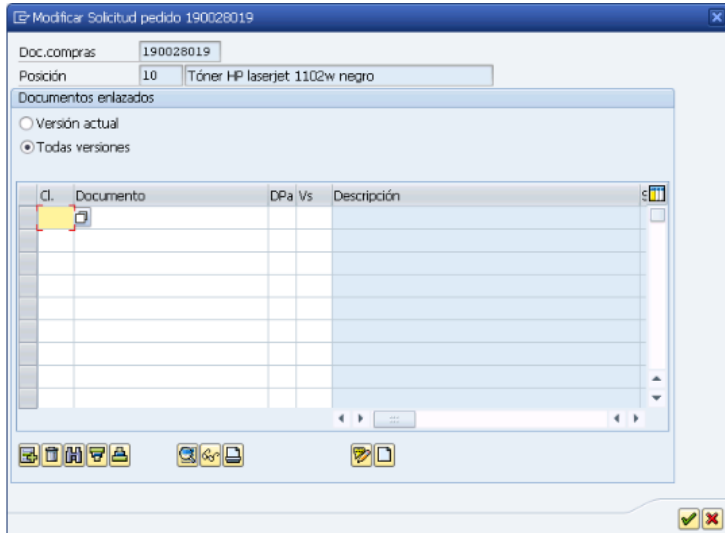 Modificar Solicitud pedido 190028019
Doc.compras 190028019
Posición 10 Tóner HP laserjet 1102w negro
Documentos enlazados
Versión actual
Todas versiones
Cl. Documento DPa Vs Descripción S